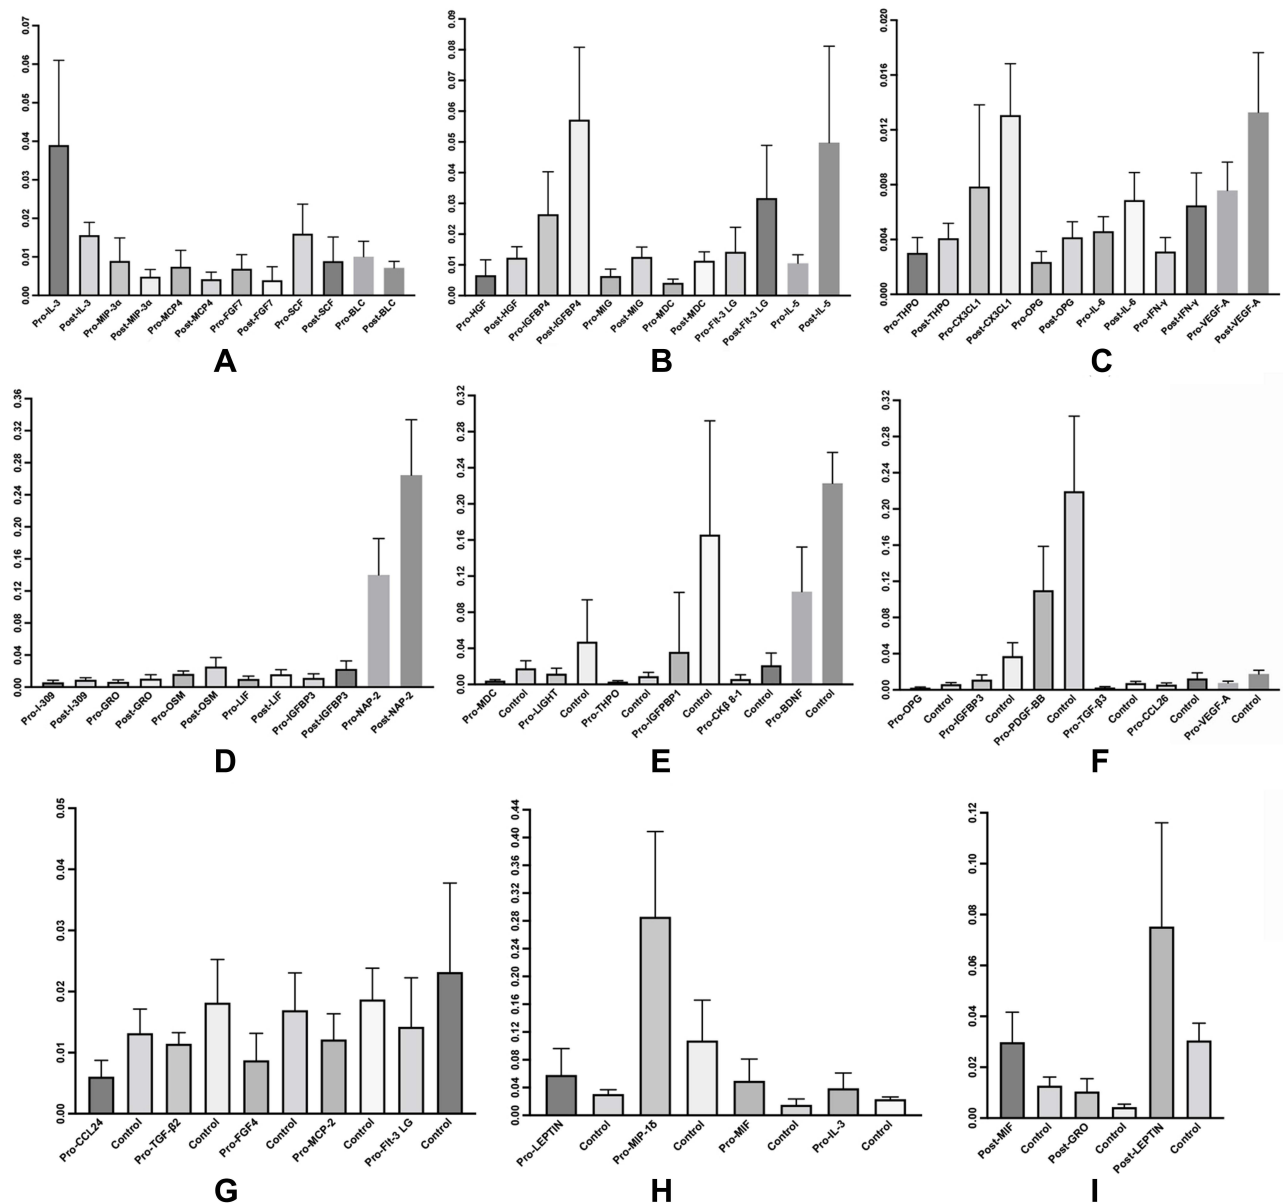 0.07
0.06
0.05
0.04
0.03
0.02
0.01
0.00
Pro-IL-3
Post-IL-3
Pro-MIP-3α
Post-MIP-3α
Pro-MCP4
Post-MCP4
Pro-FGF7
Post-FGF7
Pro-SCF
Post-SCF
Pro-BLC
Post-BLC
A
0.09
0.08
0.07
0.06
0.05
0.04
0.03
0.02
0.01
0.00
Pro-HGF
Post-HGF
Pro-IGFBP4
Post-IGFBP4
Pro-MIG
Post-MIG
Pro-MDC
Post-MDC
Pro-Flt-3 LG
Post-Flt-3 LG
Pro-IL-5
Post-IL-5
B
0.020
0.016
0.012
0.008
0.004
0.000
Pro-THPO
Post-THPO
Pro-CX3CL1
Post-CX3CL1
Pro-OPG
Post-OPG
Pro-IL-6
Post-IL-6
Pro-IFN-γ
Post-IFN-γ
Pro-VEGF-A
Post-VEGF-A
C
0.36
0.32
0.28
0.24
0.20
0.16
0.12
0.08
0.04
0.00
Pro-I-309
Post-I-309
Pro-GRO
Post-GRO
Pro-OSM
Post-OSM
Pro-LIF
Post-LIF
Pro-IGFBP3
Post-IGFBP3
Pro-NAP-2
Post-NAP-2
D
0.32
0.28
0.24
0.20
0.16
0.12
0.08
0.04
0.00
Pro-MDC
Control
Pro-LIGHT
Control
Pro-THPO
Control
Pro-IGFPBP1
Control
Pro-CKβ 8-1
Control
Pro-BDNF
Control
E
0.32
0.28
0.24
0.20
0.16
0.12
0.08
0.04
0.00
Pro-OPG
Control
Pro-IGFBP3
Control
Pro-PDGF-BB
Control
Pro-TGF-β3
Control
Pro-CCL26
Control
Pro-VEGF-A
Control
F
0.05
0.04
0.03
0.02
0.01
0.00
Pro-CCL24
Control
Pro-TGF-β2
Control
Pro-FGF4
Control
Pro-MCP-2
Control
Pro-Flt-3 LG
Control
G
0.44
0.40
0.36
0.32
0.28
0.24
0.20
0.16
0.12
0.08
0.04
0.00
Pro-LEPTIN
Control
Pro-MIP-1δ
Control
Pro-MIF
Control
Pro-IL-3
Control
H
0.12
0.10
0.08
0.06
0.04
0.02
0.00
Post-MIF
Control
Post-GRO
Control
Post-LEPTIN
Control
I